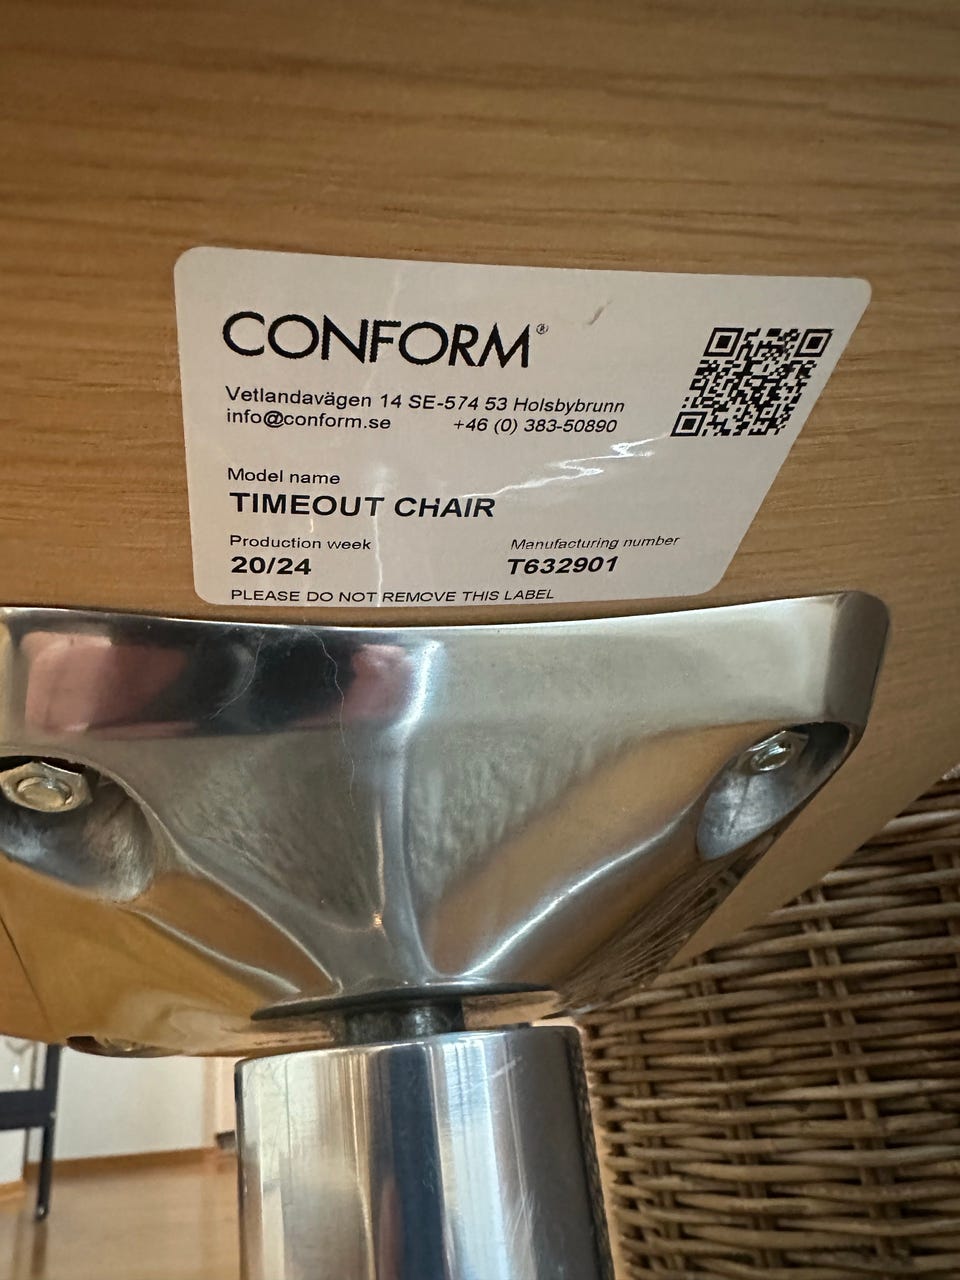 CONFORM®
Vetlandavägen 14 SE-574 53 Holsbybrunn
info@conform.se +46 (0) 383-50890
Model name
TIMEOUT CHAIR
Production week Manufacturing number
20/24 T632901
PLEASE DO NOT REMOVE THIS LABEL